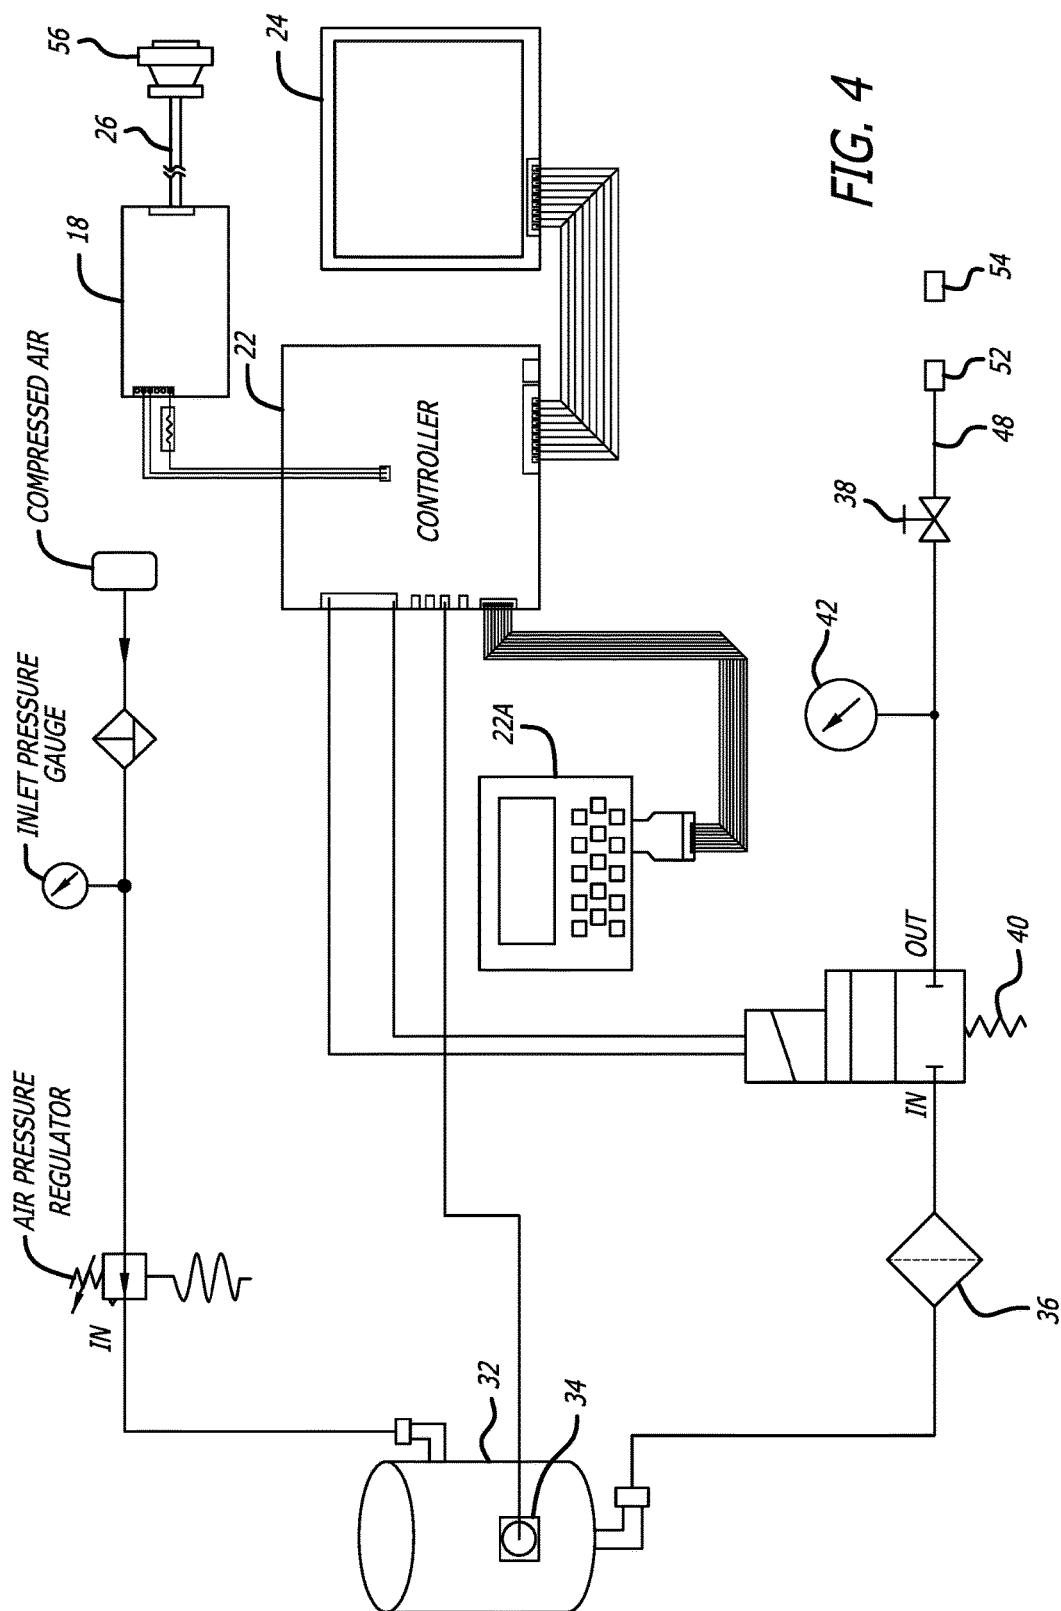 56
26
18
24
COMPRESSED AIR
22
CONTROLLER
INLET PRESSURE
GAUGE
AIR PRESSURE
REGULATOR
IN
22A
32
34
36
IN
OUT
40
42
38
48
52
54
FIG. 4